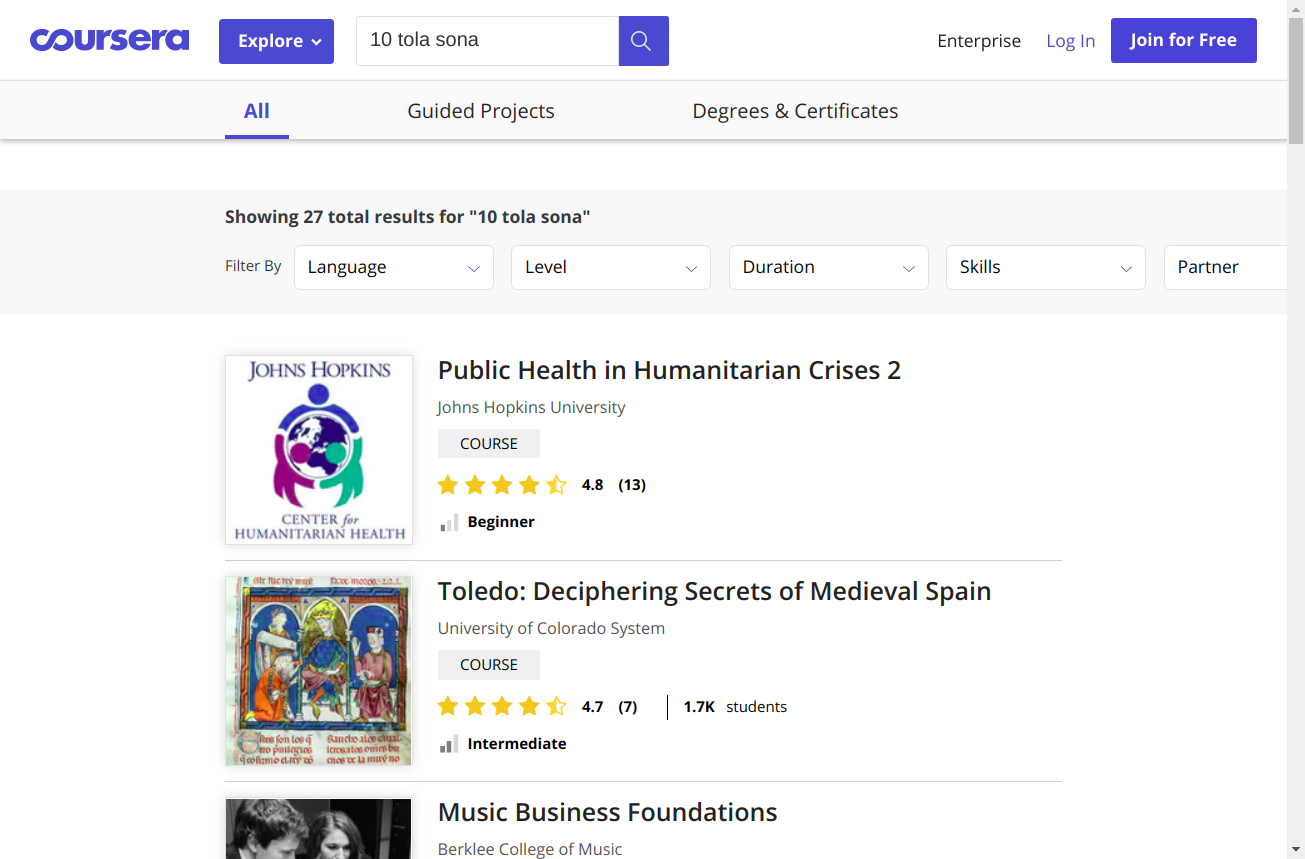 coursera
Explore
10 tola sona
Enterprise
Log In
Join for Free
All
Guided Projects
Degrees & Certificates
Showing 27 total results for "10 tola sona"
Filter By
Language
Level
Duration
Skills
Partner
JOHNS HOPKINS
CENTER for
HUMANITARIAN HEALTH
Public Health in Humanitarian Crises 2
Johns Hopkins University
COURSE
4.8 (13)
Beginner
Toledo: Deciphering Secrets of Medieval Spain
University of Colorado System
COURSE
4.7 (7)
1.7K students
Intermediate
Music Business Foundations
Berklee College of Music